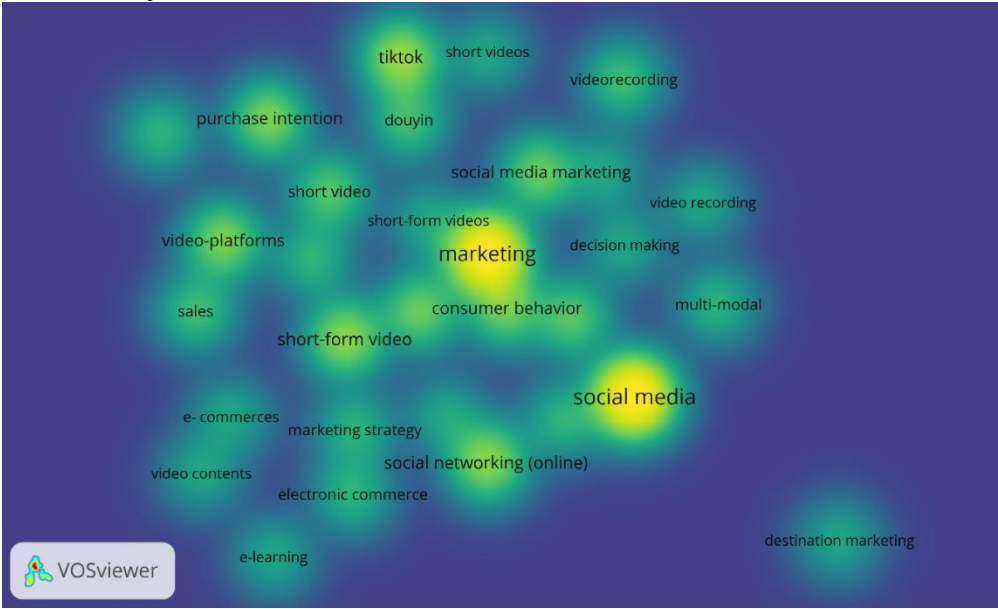 tiktok
short videos
videorecording
purchase intention
douyin
social media marketing
short video
video recording
short-form videos
video-platforms
decision making
marketing
sales
consumer behavior
multi-modal
short-form video
social media
e- commerces
marketing strategy
social networking (online)
video contents
electronic commerce
destination marketing
e-learning
VOSviewer